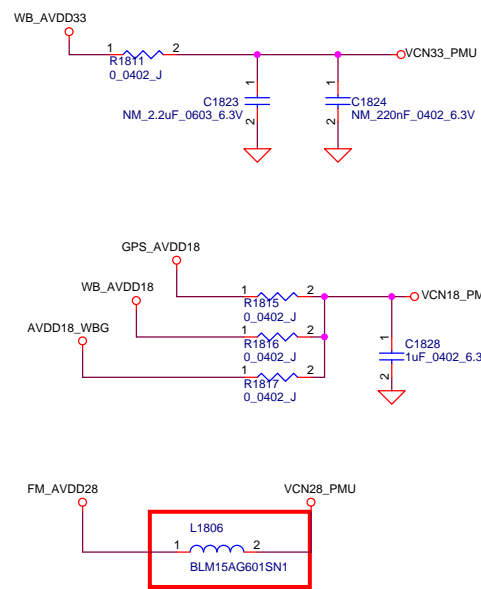 WB_AVDD33
1
2
VCN33_PMU
R1811
0_0402_J
1
C1823
NM_2.2uF_0603_6.3V
2
1
C1824
NM_220nF_0402_6.3V
2
GPS_AVDD18
WB_AVDD18
AVDD18_WBG
1
2
R1815
0_0402_J
1
2
R1816
0_0402_J
1
2
R1817
0_0402_J
VCN18_PM
1
C1828
1uF_0402_6.3
2
FM_AVDD28
VCN28_PMU
L1806
1
2
BLM15AG601SN1